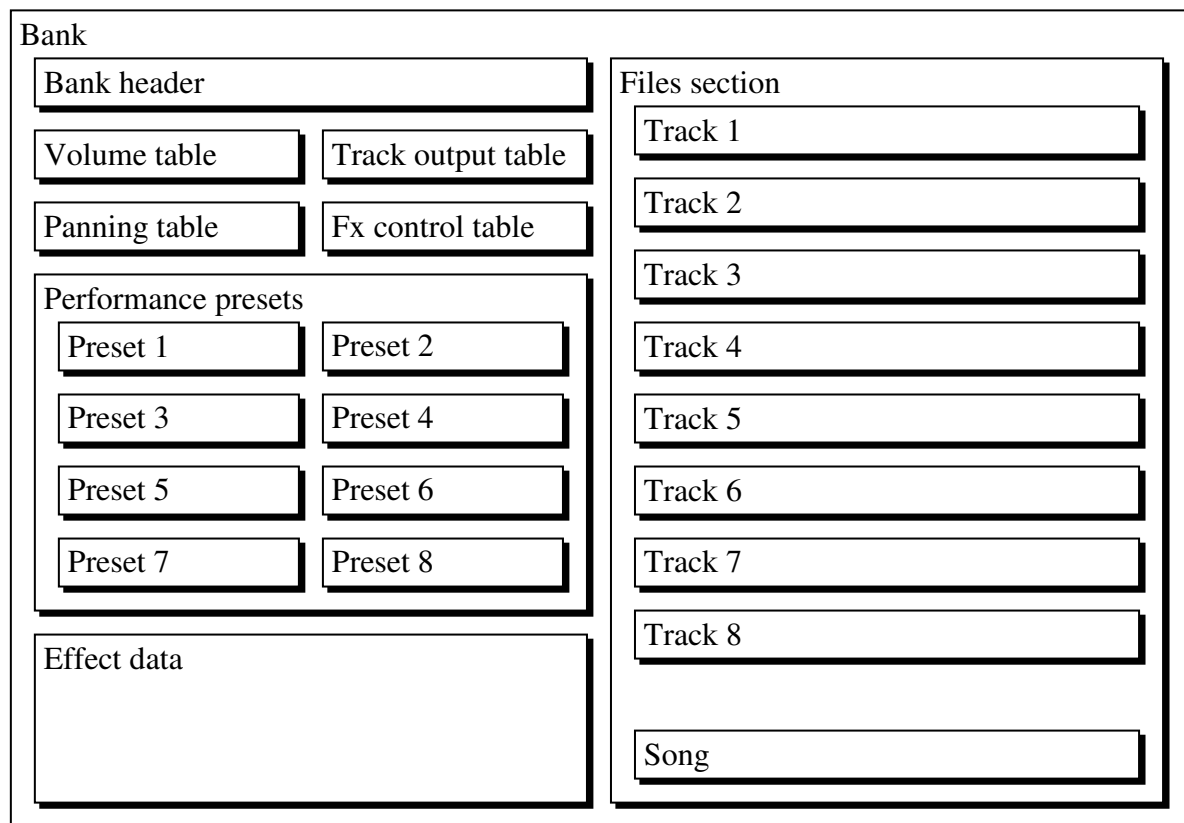 Bank
Bank header
Volume table
Track output table
Panning table
Fx control table
Performance presets
Preset 1
Preset 2
Preset 3
Preset 4
Preset 5
Preset 6
Preset 7
Preset 8
Effect data
Files section
Track 1
Track 2
Track 3
Track 4
Track 5
Track 6
Track 7
Track 8
Song